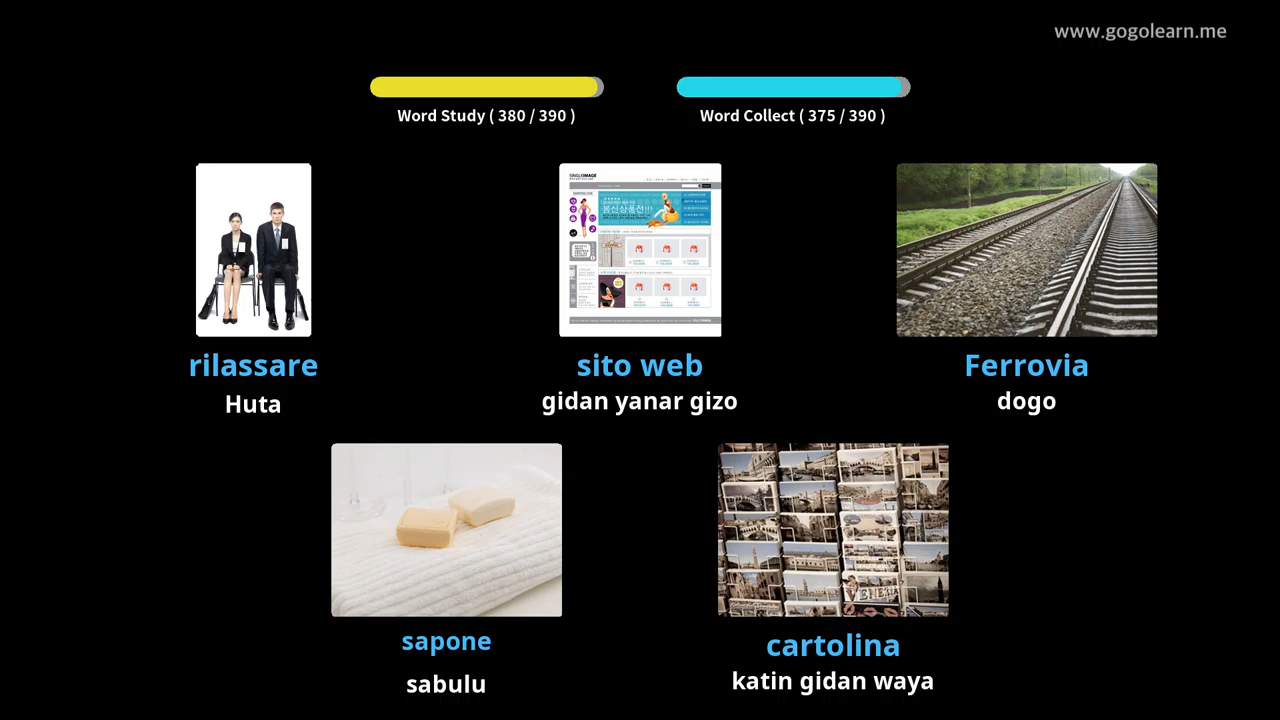 www.gogolearn.me
Word Study ( 380 / 390 )
Word Collect ( 375 / 390 )
rilassare
Huta
sito web
gidan yanar gizo
Ferrovia
dogo
sapone
sabulu
cartolina
katin gidan waya